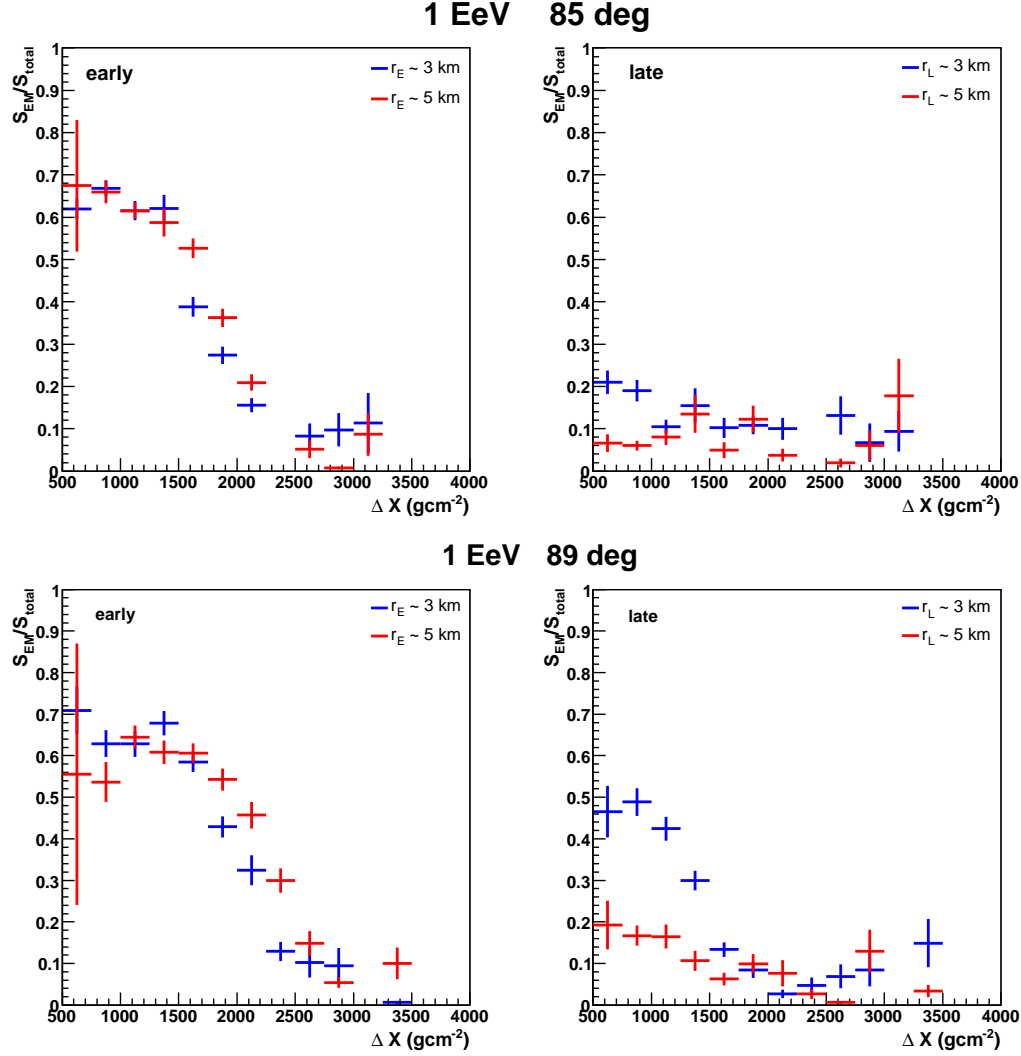 1 EeV 85 deg
S_EM/S_total
1
0.9
0.8
0.7
0.6
0.5
0.4
0.3
0.2
0.1
0
early
r_E ~ 3 km
r_E ~ 5 km
500 1000 1500 2000 2500 3000 3500 4000
Δ X (gcm^-2)
S_EM/S_total
1
0.9
0.8
0.7
0.6
0.5
0.4
0.3
0.2
0.1
0
late
r_L ~ 3 km
r_L ~ 5 km
500 1000 1500 2000 2500 3000 3500 4000
Δ X (gcm^-2)
1 EeV 89 deg
S_EM/S_total
1
0.9
0.8
0.7
0.6
0.5
0.4
0.3
0.2
0.1
0
early
r_E ~ 3 km
r_E ~ 5 km
500 1000 1500 2000 2500 3000 3500 4000
Δ X (gcm^-2)
S_EM/S_total
1
0.9
0.8
0.7
0.6
0.5
0.4
0.3
0.2
0.1
0
late
r_L ~ 3 km
r_L ~ 5 km
500 1000 1500 2000 2500 3000 3500 4000
Δ X (gcm^-2)